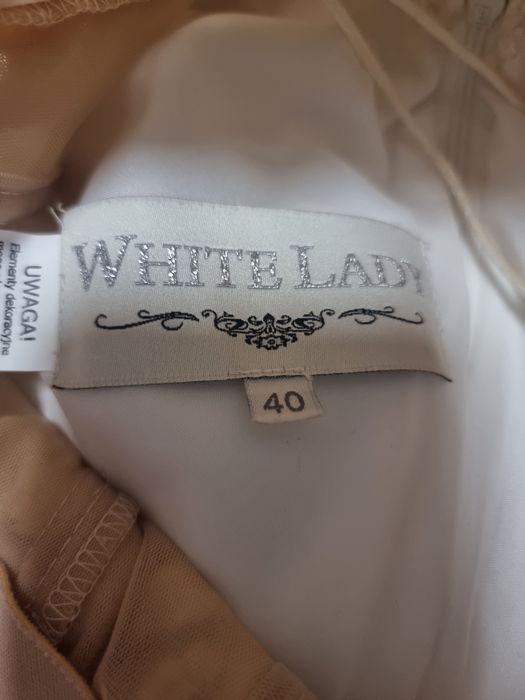 WHITE LADY
40
UWAGA!
Elementy dekoracyjne